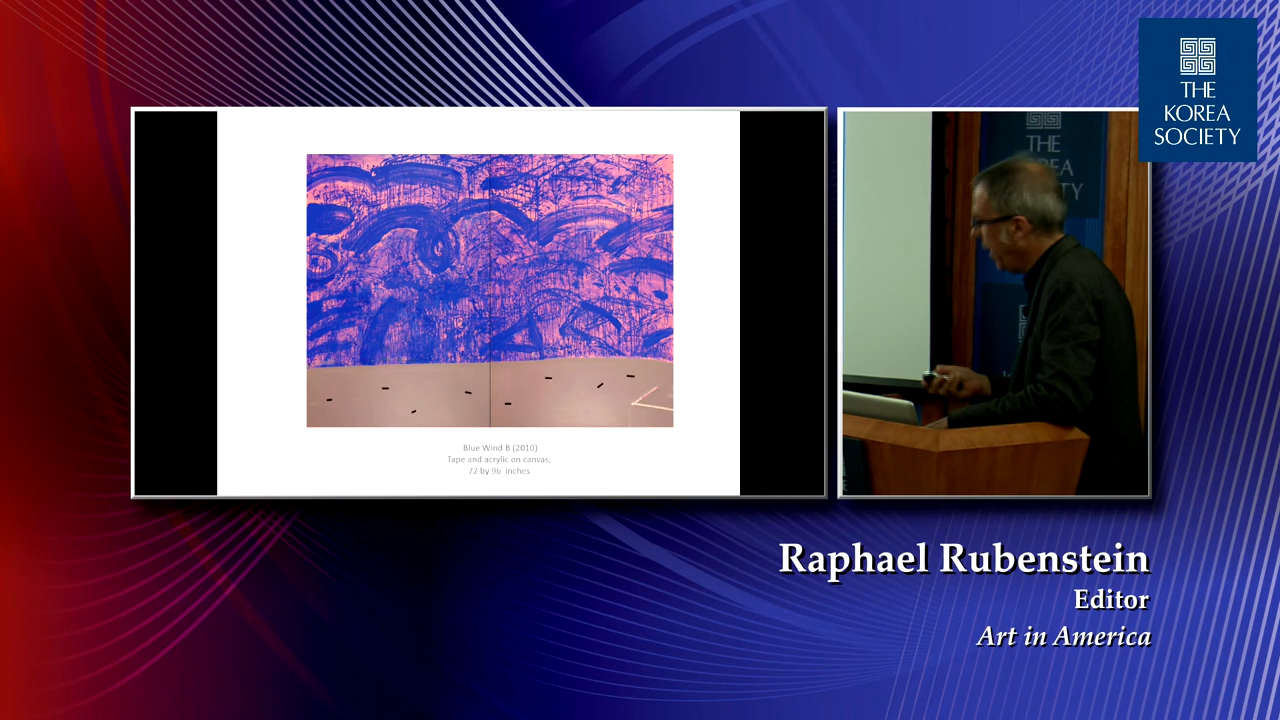 THE
KOREA
SOCIETY
THE
KOREA
TY
Blue Wind B (2010)
Tape and acrylic on canvas,
72 by 96 inches
Raphael Rubenstein
Editor
Art in America